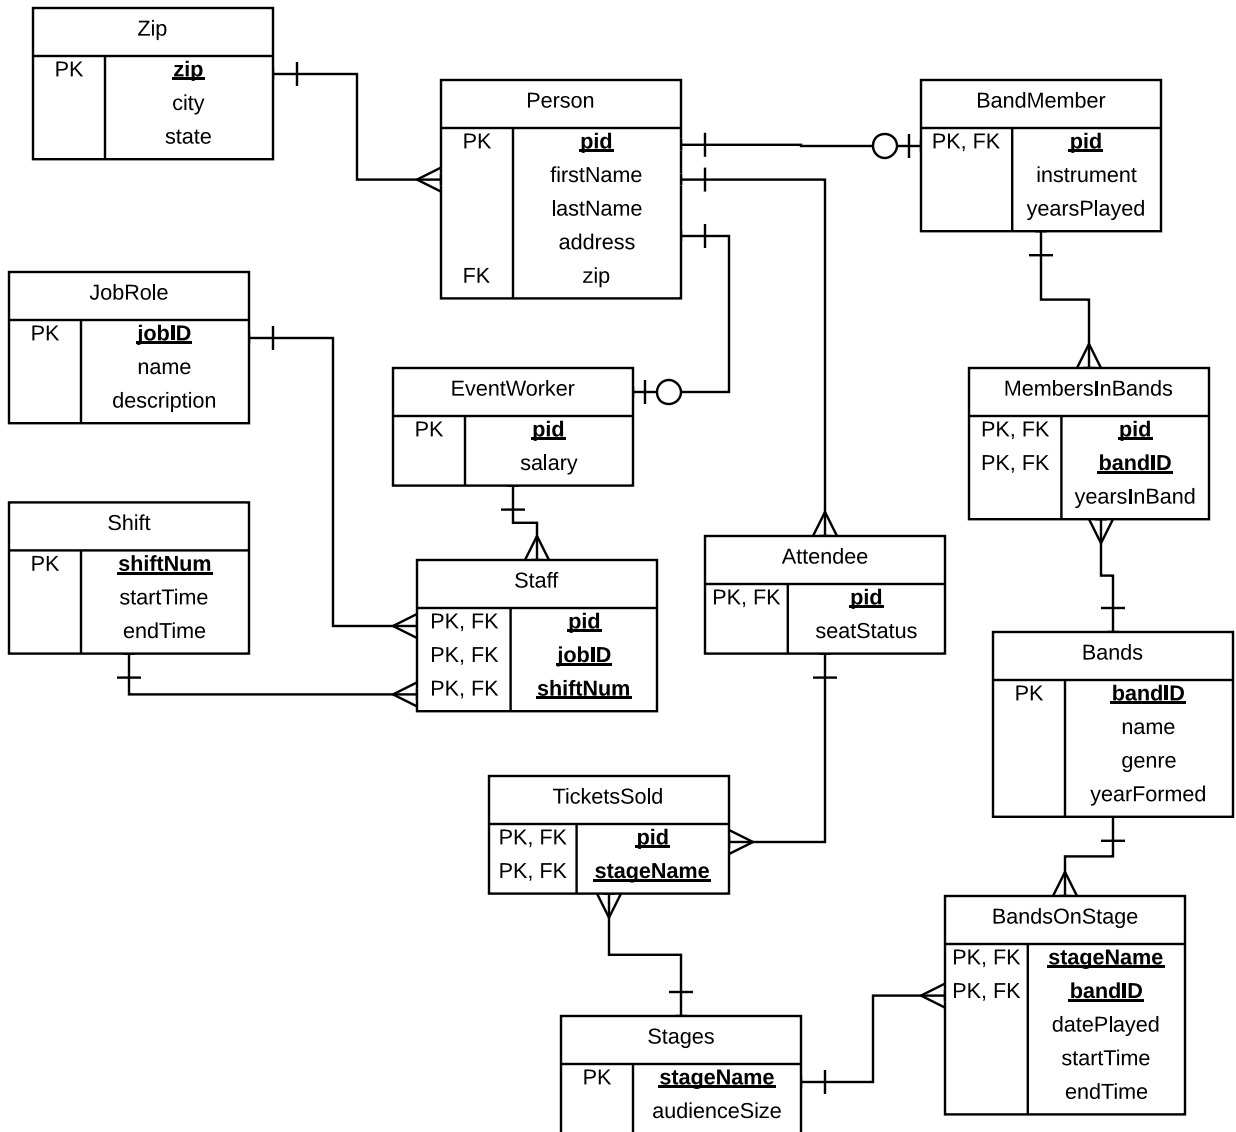 Zip
PK zip
city
state
Person
PK pid
firstName
lastName
address
FK zip
BandMember
PK, FK pid
instrument
yearsPlayed
JobRole
PK jobID
name
description
EventWorker
PK pid
salary
MembersInBands
PK, FK pid
PK, FK bandID
yearsInBand
Shift
PK shiftNum
startTime
endTime
Staff
PK, FK pid
PK, FK jobID
PK, FK shiftNum
Attendee
PK, FK pid
seatStatus
Bands
PK bandID
name
genre
yearFormed
TicketsSold
PK, FK pid
PK, FK stageName
BandsOnStage
PK, FK stageName
PK, FK bandID
datePlayed
startTime
endTime
Stages
PK stageName
audienceSize